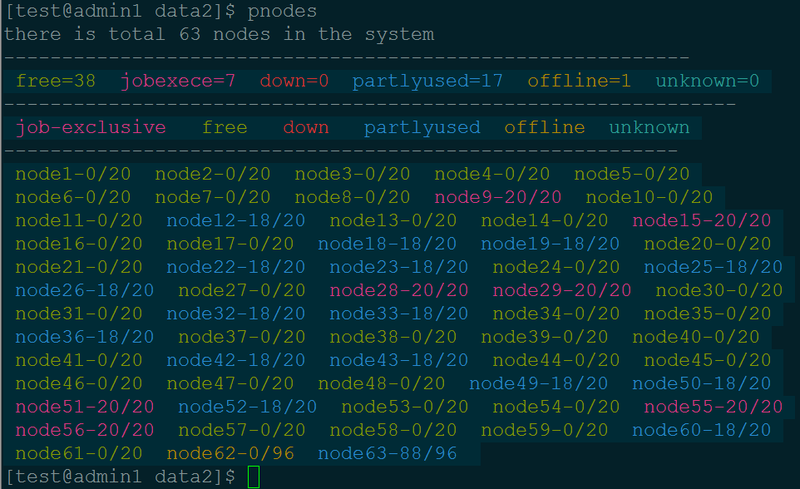 [test@admin1 data2]$ pnodes
there is total 63 nodes in the system
-----------------------------------------------------------
free=38 jobexece=7 down=0 partlyused=17 offline=1 unknown=0
---------------------------------------------------------------
job-exclusive free down partlyused offline unknown
----------------------------------------------------------
node1-0/20 node2-0/20 node3-0/20 node4-0/20 node5-0/20
node6-0/20 node7-0/20 node8-0/20 node9-20/20 node10-0/20
node11-0/20 node12-18/20 node13-0/20 node14-0/20 node15-20/20
node16-0/20 node17-0/20 node18-18/20 node19-18/20 node20-0/20
node21-0/20 node22-18/20 node23-18/20 node24-0/20 node25-18/20
node26-18/20 node27-0/20 node28-20/20 node29-20/20 node30-0/20
node31-0/20 node32-18/20 node33-18/20 node34-0/20 node35-0/20
node36-18/20 node37-0/20 node38-0/20 node39-0/20 node40-0/20
node41-0/20 node42-18/20 node43-18/20 node44-0/20 node45-0/20
node46-0/20 node47-0/20 node48-0/20 node49-18/20 node50-18/20
node51-20/20 node52-18/20 node53-0/20 node54-0/20 node55-20/20
node56-20/20 node57-0/20 node58-0/20 node59-0/20 node60-18/20
node61-0/20 node62-0/96 node63-88/96
[test@admin1 data2]$